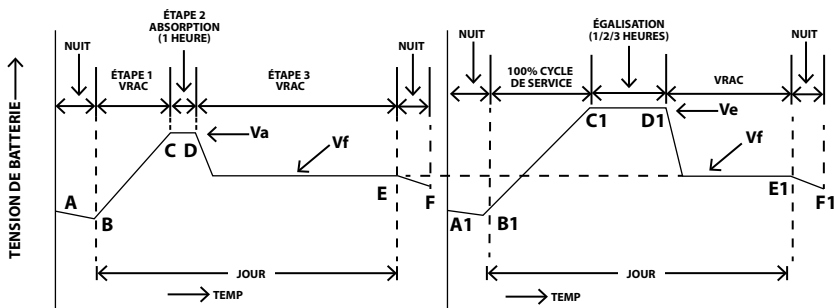 TENSION DE BATTERIE
NUIT
ÉTAPE 1
VRAC
ÉTAPE 2
ABSORPTION
(1 HEURE)
ÉTAPE 3
VRAC
NUIT
Va
Vf
A
B
C
D
E
F
JOUR
TEMP
NUIT
100% CYCLE
DE SERVICE
ÉGALISATION
(1/2/3 HEURES)
VRAC
NUIT
Ve
Vf
A1
B1
C1
D1
E1
F1
JOUR
TEMP